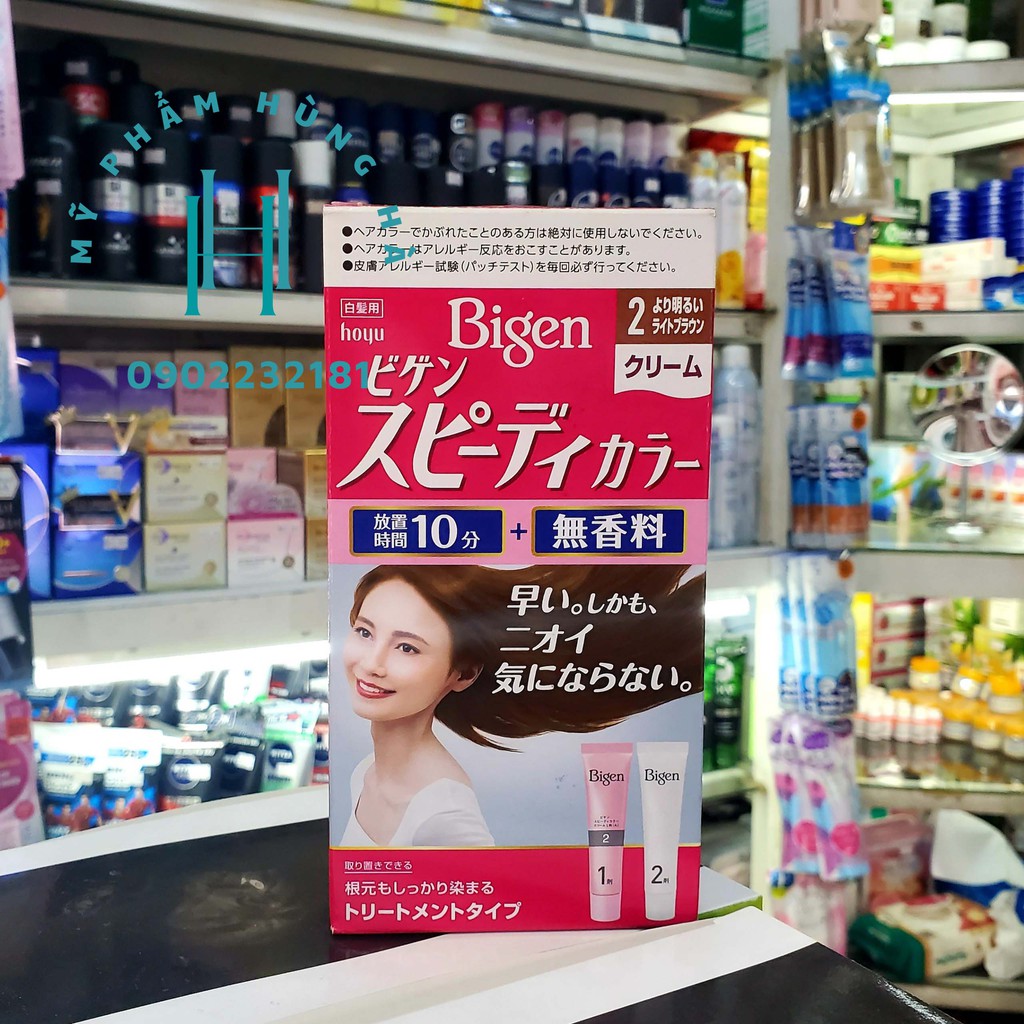 MỸ PHẨM HÙNG HÀ
H
0902232181
●ヘアカラーでかぶれたことのある方は絶対に使用しないでください。
●ヘアカラーはアレルギー反応をおこすことがあります。
●皮膚アレルギー試験(パッチテスト)を毎回必ず行ってください。
白髪用
hoyu
Bigen
2 より明るい
ライトブラウン
クリーム
ビゲン
スピーディカラー
放置時間10分 + 無香料
早い。しかも、
ニオイ
気にならない。
Bigen
2
1剤
Bigen
2剤
取り置きできる
根元もしっかり染まる
トリートメントタイプ